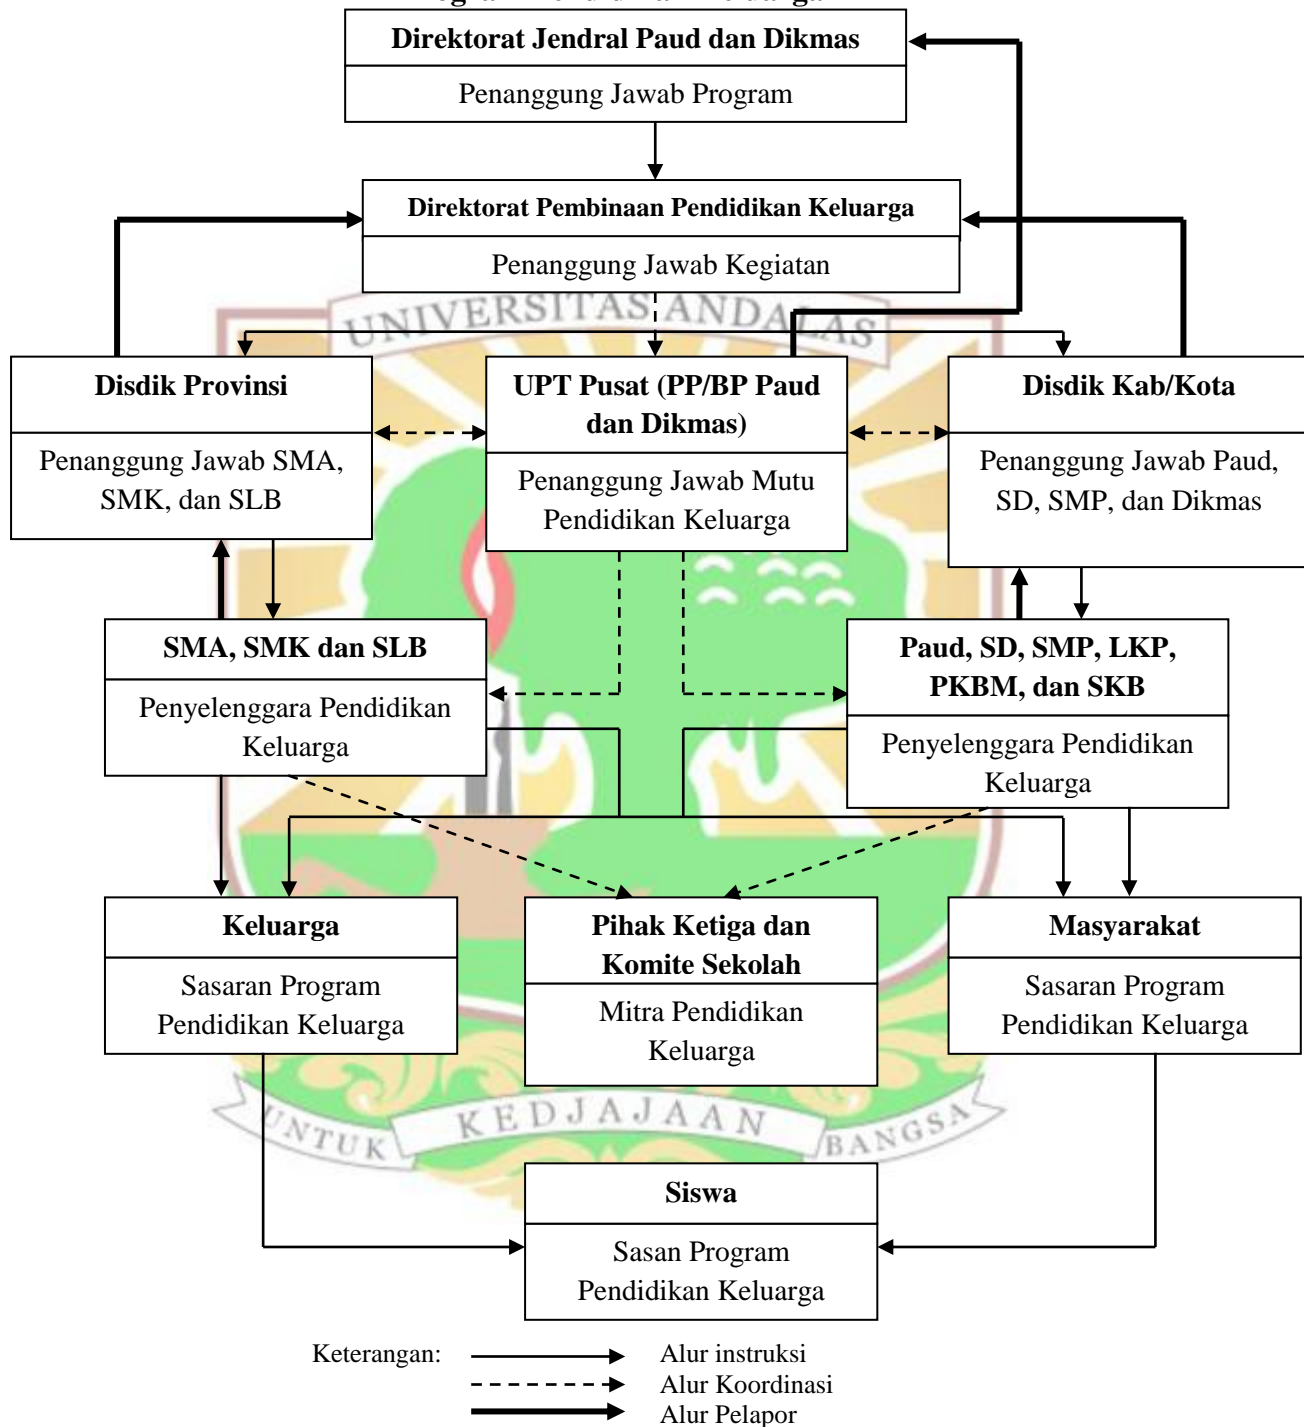 Direktorat Jendral Paud dan Dikmas
Penanggung Jawab Program
Direktorat Pembinaan Pendidikan Keluarga
Penanggung Jawab Kegiatan
UNIVERSITAS ANDALAS
Disdik Provinsi
Penanggung Jawab SMA,
SMK, dan SLB
UPT Pusat (PP/BP Paud
dan Dikmas)
Penanggung Jawab Mutu
Pendidikan Keluarga
Disdik Kab/Kota
Penanggung Jawab Paud,
SD, SMP, dan Dikmas
SMA, SMK dan SLB
Penyelenggara Pendidikan
Keluarga
Paud, SD, SMP, LKP,
PKBM, dan SKB
Penyelenggara Pendidikan
Keluarga
Keluarga
Sasaran Program
Pendidikan Keluarga
Pihak Ketiga dan
Komite Sekolah
Mitra Pendidikan
Keluarga
Masyarakat
Sasaran Program
Pendidikan Keluarga
UNTUK KEDJAJAAN BANGSA
Siswa
Sasan Program
Pendidikan Keluarga
Keterangan:
Alur instruksi
Alur Koordinasi
Alur Pelapor